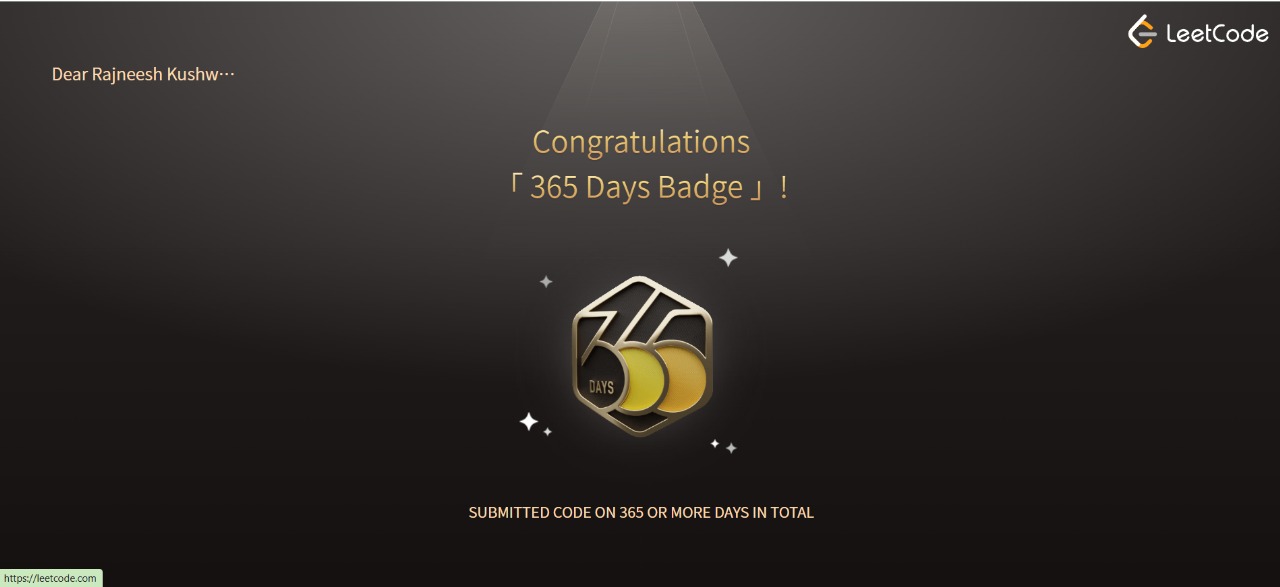 LeetCode
Dear Rajneesh Kushw···
Congratulations
「 365 Days Badge 」 !
365
DAYS
SUBMITTED CODE ON 365 OR MORE DAYS IN TOTAL
https://leetcode.com